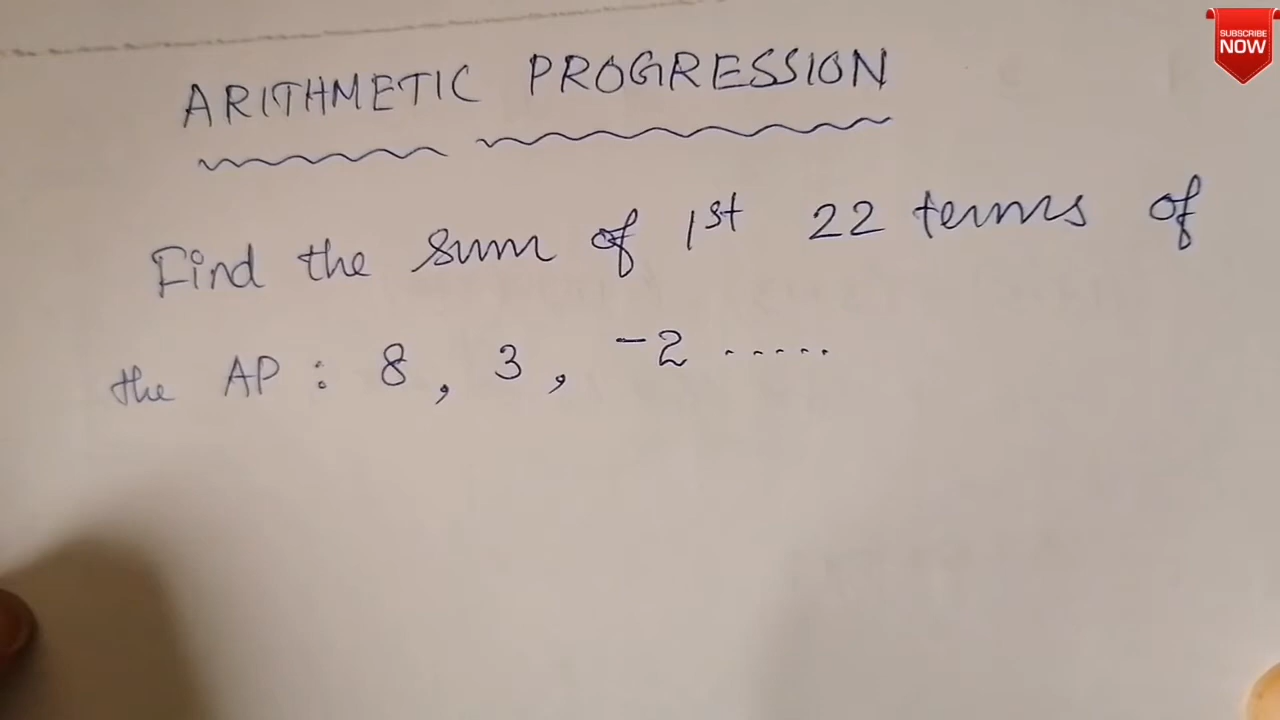 SUBSCRIBE
NOW
ARITHMETIC PROGRESSION
Find the sum of 1st 22 terms of
the AP : 8 , 3 , -2 .....